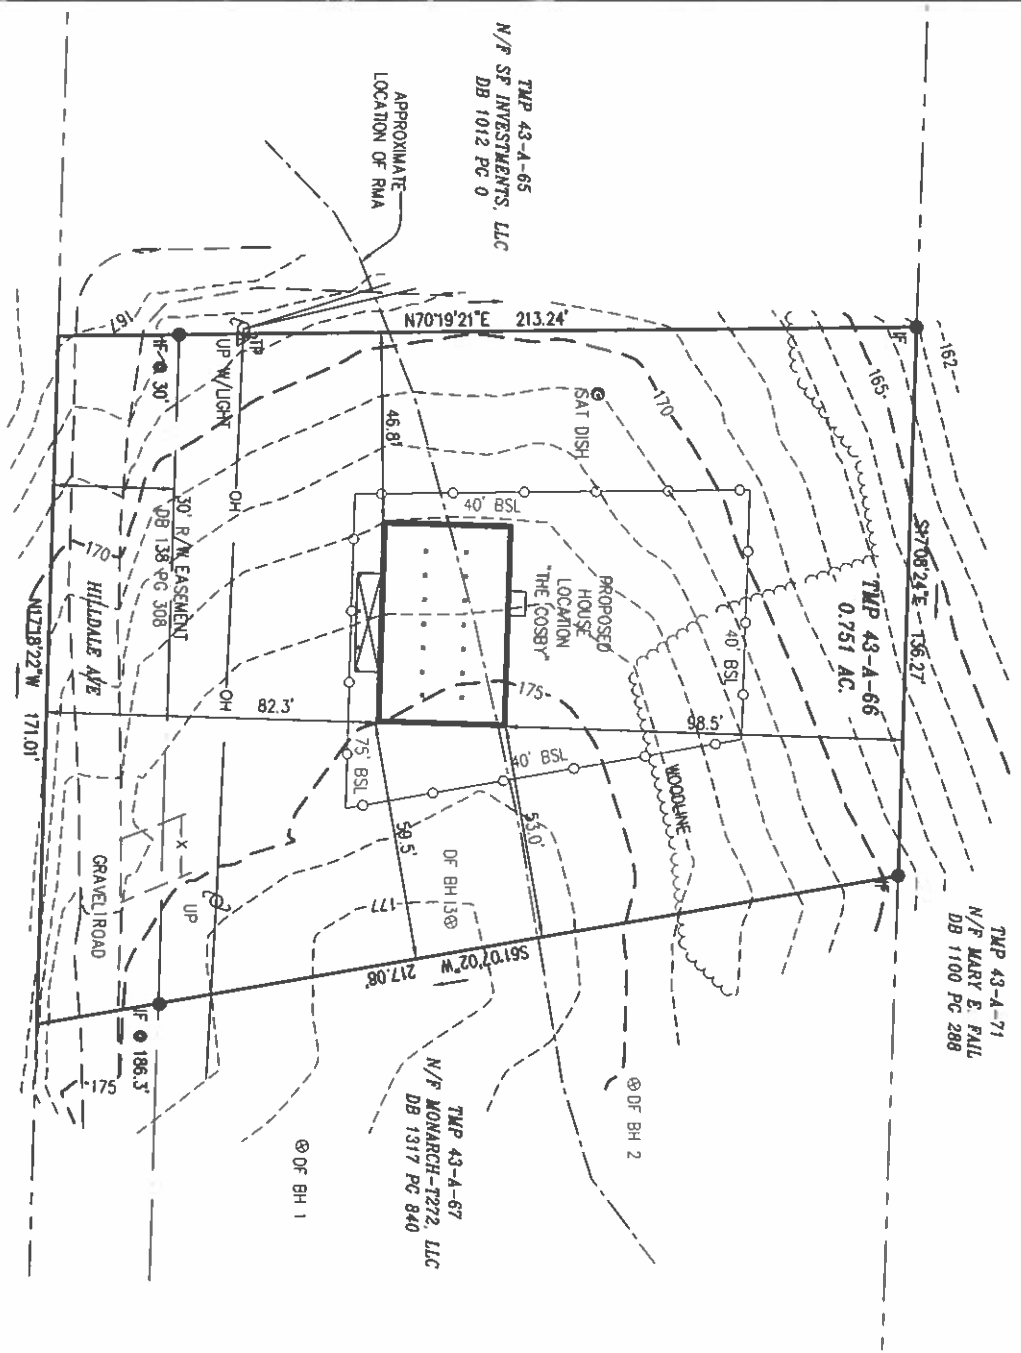 TMP 43-A-65
N/F SF INVESTMENTS, LLC
DB 1012 PG 0
APPROXIMATE
LOCATION OF RMA
162
167
N70°19'21"E 213.24'
IF
165
IF @ 30'
TP
UP W/LIGHT
170
SAT DISH
46.8'
OH
40' BSL
30' R/W EASEMENT
DB 138 PG 308
170
HILLDALE AVE
N17°18'22"W 171.01'
PROPOSED
HOUSE
LOCATION
"THE COSBY"
S17°08'24"E 136.27'
TMP 43-A-66
0.751 AC.
40' BSL
OH
175
82.3'
98.5'
75' BSL
40' BSL
WOODLINE
X
59.5'
53.0'
GRAVEL ROAD
UP
DF BH 3
177
IF
S61°07'02"W
217.08'
TMP 43-A-71
N/F MARY E. FAIL
DB 1100 PG 288
IF @ 186.3'
175
TMP 43-A-67
N/F MONARCH-T272, LLC
DB 1317 PG 840
DF BH 2
DF BH 1